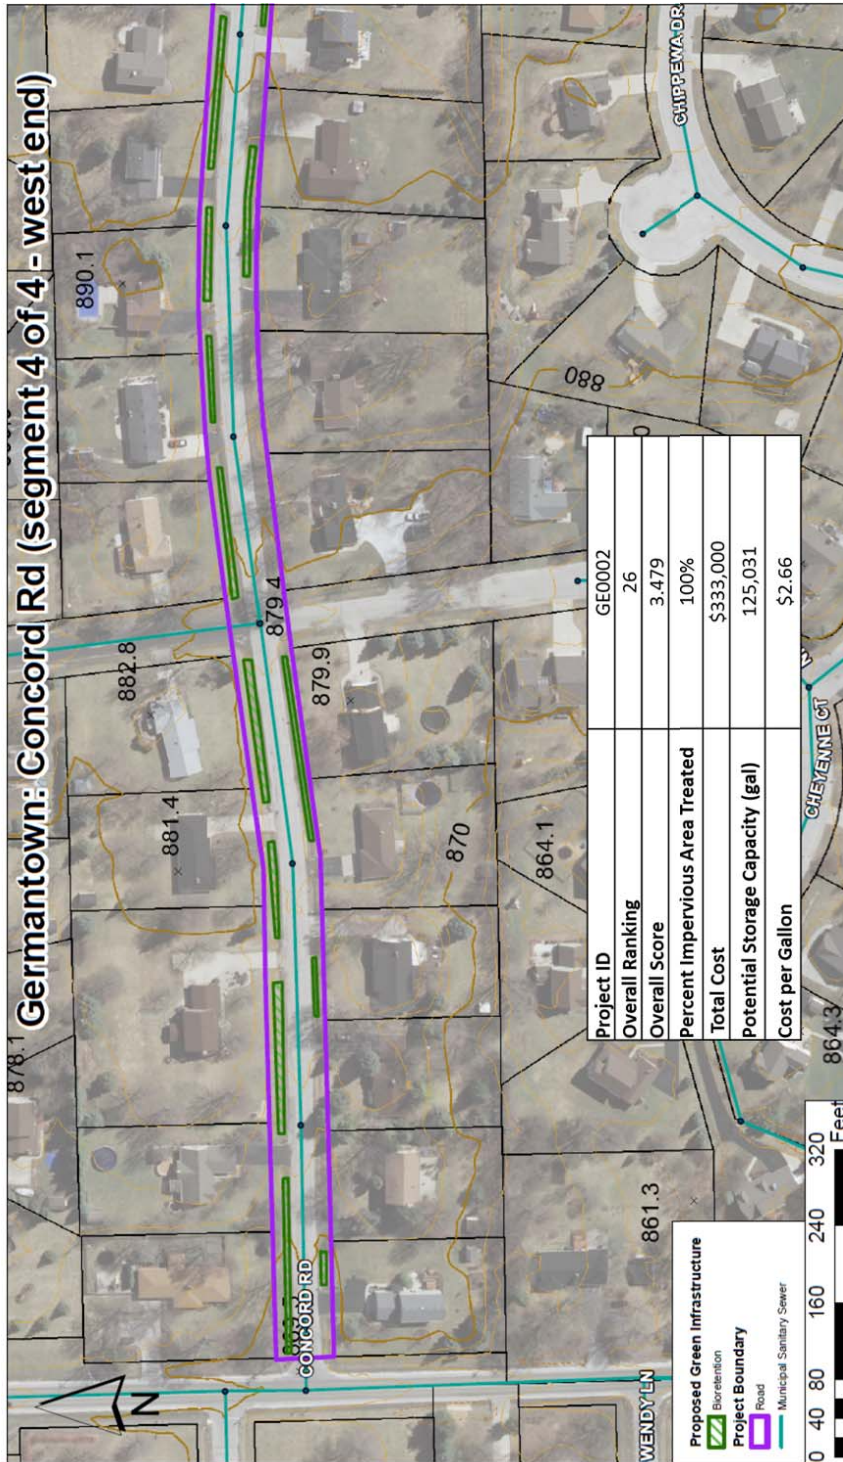 Germantown: Concord Rd (segment 4 of 4 - west end)
878.1
881.4
882.8
890.1
879.4
879.9
870
864.1
880
861.3
864.3
CONCORD RD
WENDY LN
CHEYENNE CT
CHIPPEWA DR
N
Project ID GE0002
Overall Ranking 26
Overall Score 3.479
Percent Impervious Area Treated 100%
Total Cost $333,000
Potential Storage Capacity (gal) 125,031
Cost per Gallon $2.66
Proposed Green Infrastructure
Bioretention
Project Boundary
Road
Municipal Sanitary Sewer
0 40 80 160 240 320
Feet